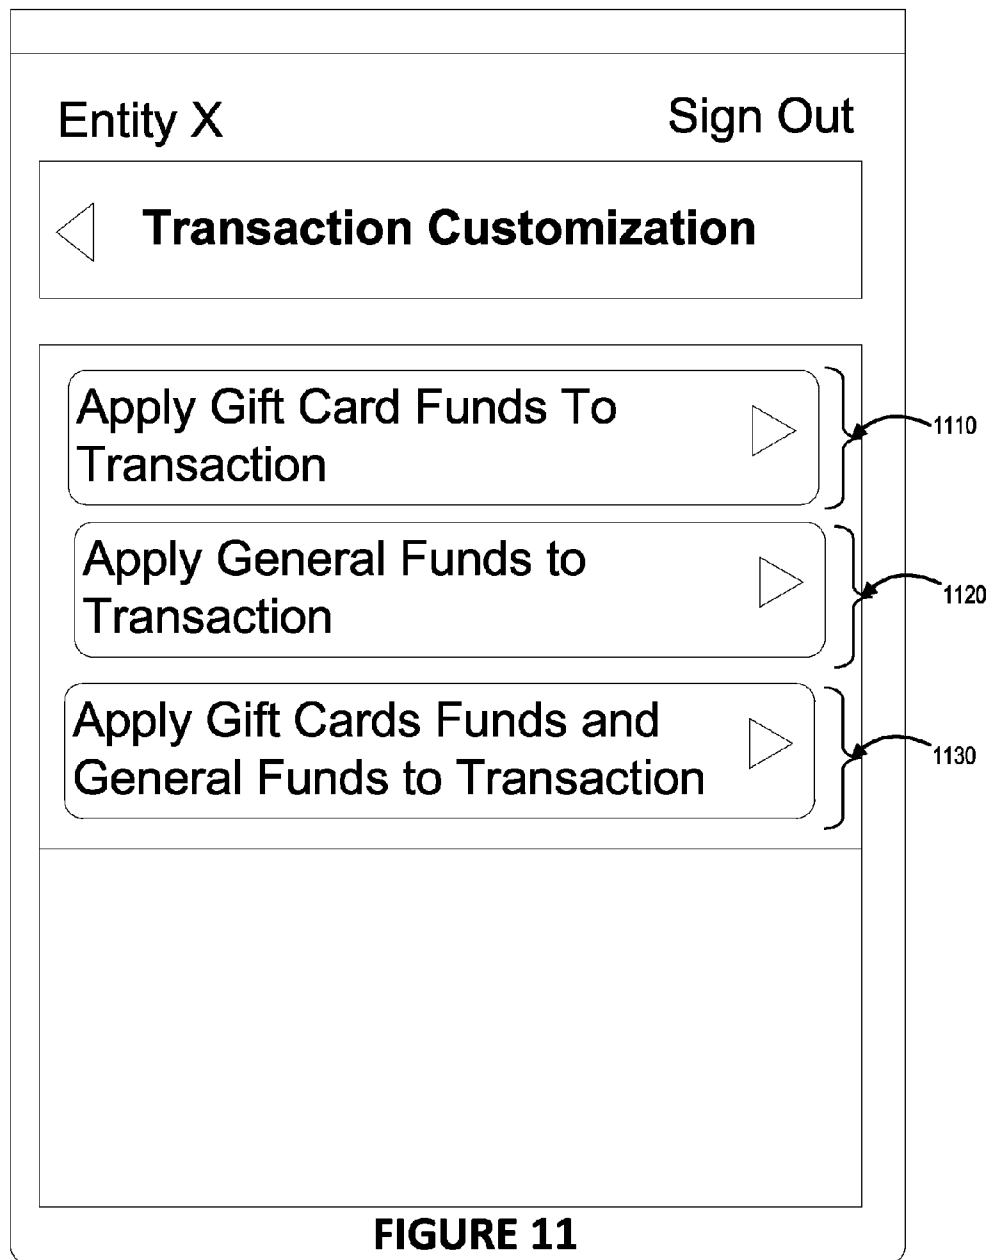 Entity X
Sign Out
Transaction Customization
Apply Gift Card Funds To
Transaction
1110
Apply General Funds to
Transaction
1120
Apply Gift Cards Funds and
General Funds to Transaction
1130
FIGURE 11